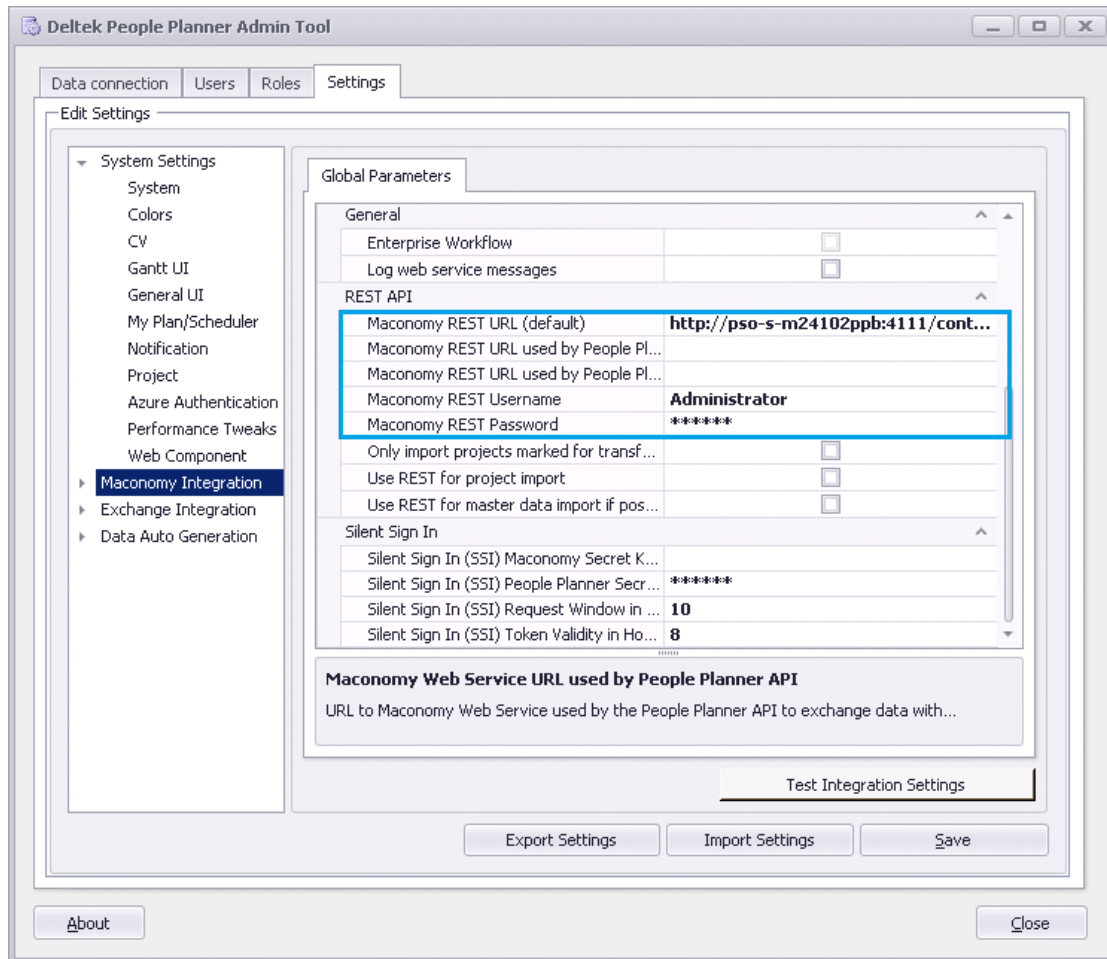 Deltek People Planner Admin Tool
Data connection Users Roles Settings
Edit Settings
System Settings
System
Colors
CV
Gantt UI
General UI
My Plan/Scheduler
Notification
Project
Azure Authentication
Performance Tweaks
Web Component
Maconomy Integration
Exchange Integration
Data Auto Generation
Global Parameters
General
Enterprise Workflow
Log web service messages
REST API
Maconomy REST URL (default) http://pso-s-m24102ppb:4111/cont...
Maconomy REST URL used by People Pl...
Maconomy REST URL used by People Pl...
Maconomy REST Username Administrator
Maconomy REST Password ******
Only import projects marked for transf...
Use REST for project import
Use REST for master data import if pos...
Silent Sign In
Silent Sign In (SSI) Maconomy Secret K...
Silent Sign In (SSI) People Planner Secr... ******
Silent Sign In (SSI) Request Window in ... 10
Silent Sign In (SSI) Token Validity in Ho... 8
Maconomy Web Service URL used by People Planner API
URL to Maconomy Web Service used by the People Planner API to exchange data with...
Test Integration Settings
Export Settings Import Settings Save
About Close